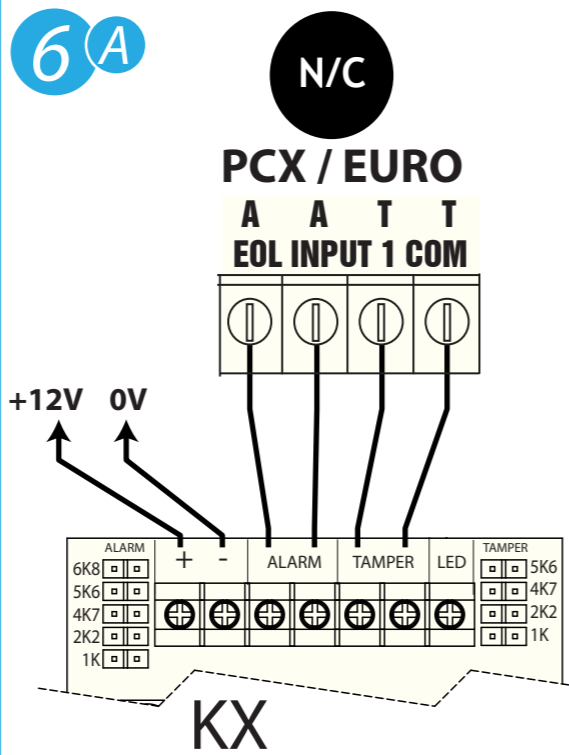 6 A
N/C
PCX / EURO
A A T T
EOL INPUT 1 COM
+12V 0V
ALARM + - ALARM TAMPER LED TAMPER
6K8 5K6
5K6 4K7
4K7 2K2
2K2 1K
1K
KX